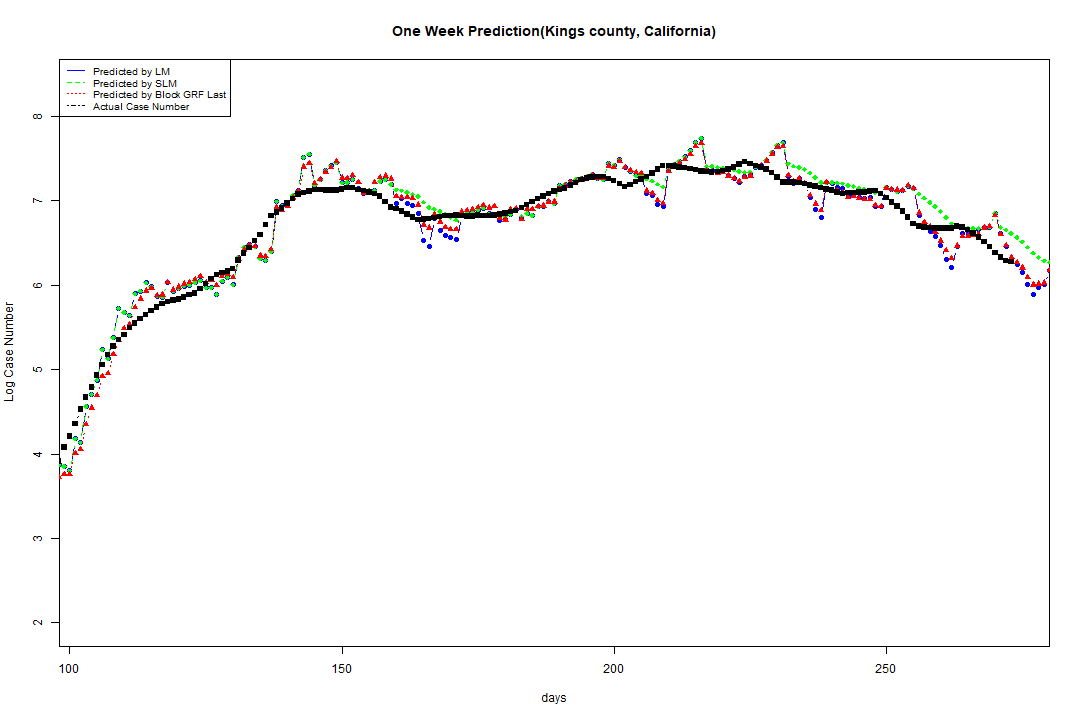 One Week Prediction(Kings county, California)
Predicted by LM
Predicted by SLM
Predicted by Block GRF Last
Actual Case Number
8
7
6
5
4
3
2
Log Case Number
100 150 200 250
days